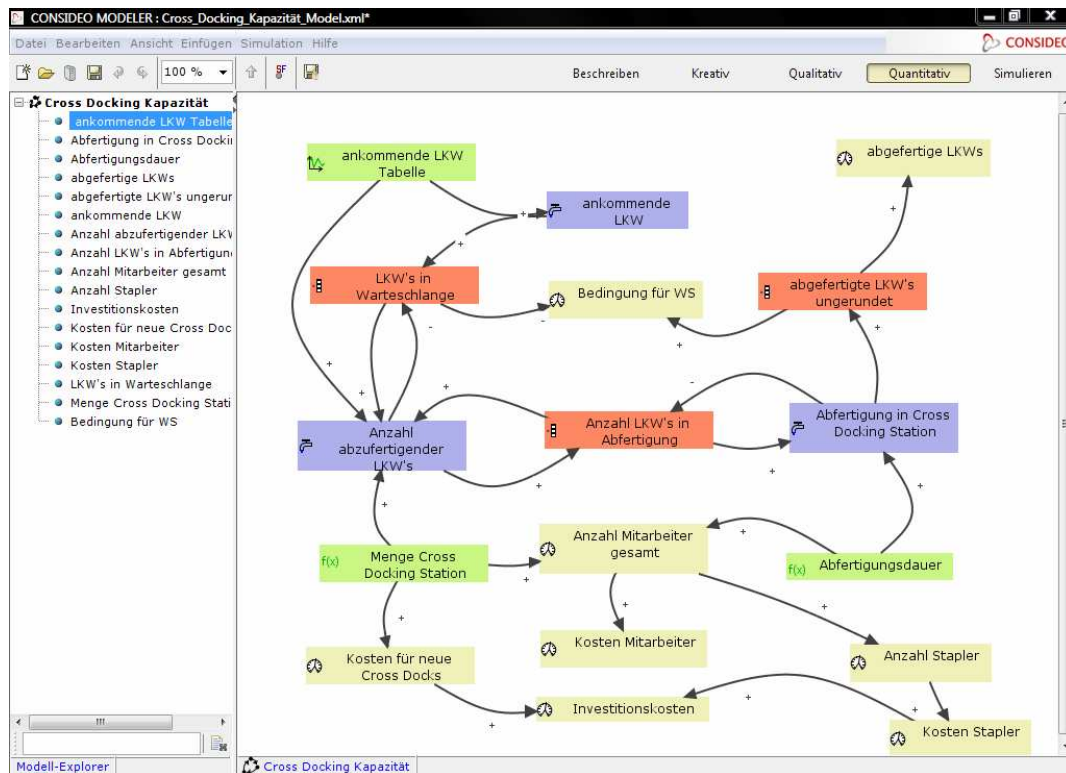 CONSIDEO MODELER : Cross_Docking_Kapazität_Model.xml*
Datei Bearbeiten Ansicht Einfügen Simulation Hilfe
CONSIDEO
100 %
SF
Beschreiben Kreativ Qualitativ Quantitativ Simulieren
Cross Docking Kapazität
ankommende LKW Tabelle
Abfertigung in Cross Docki
Abfertigungsdauer
abgefertige LKWs
abgefertigte LKW's ungerun
ankommende LKW
Anzahl abzufertigender LKW
Anzahl LKW's in Abfertigun
Anzahl Mitarbeiter gesamt
Anzahl Stapler
Investitionskosten
Kosten für neue Cross Doc
Kosten Mitarbeiter
Kosten Stapler
LKW's in Warteschlange
Menge Cross Docking Stati
Bedingung für WS
Modell-Explorer
ankommende LKW
Tabelle
abgefertige LKWs
ankommende
LKW
LKW's in
Warteschlange
Bedingung für WS
abgefertigte LKW's
ungerundet
Anzahl
abzufertigender
LKW's
Anzahl LKW's in
Abfertigung
Abfertigung in Cross
Docking Station
f(x) Menge Cross
Docking Station
Anzahl Mitarbeiter
gesamt
f(x) Abfertigungsdauer
Kosten für neue
Cross Docks
Kosten Mitarbeiter
Anzahl Stapler
Investitionskosten
Kosten Stapler
Cross Docking Kapazität